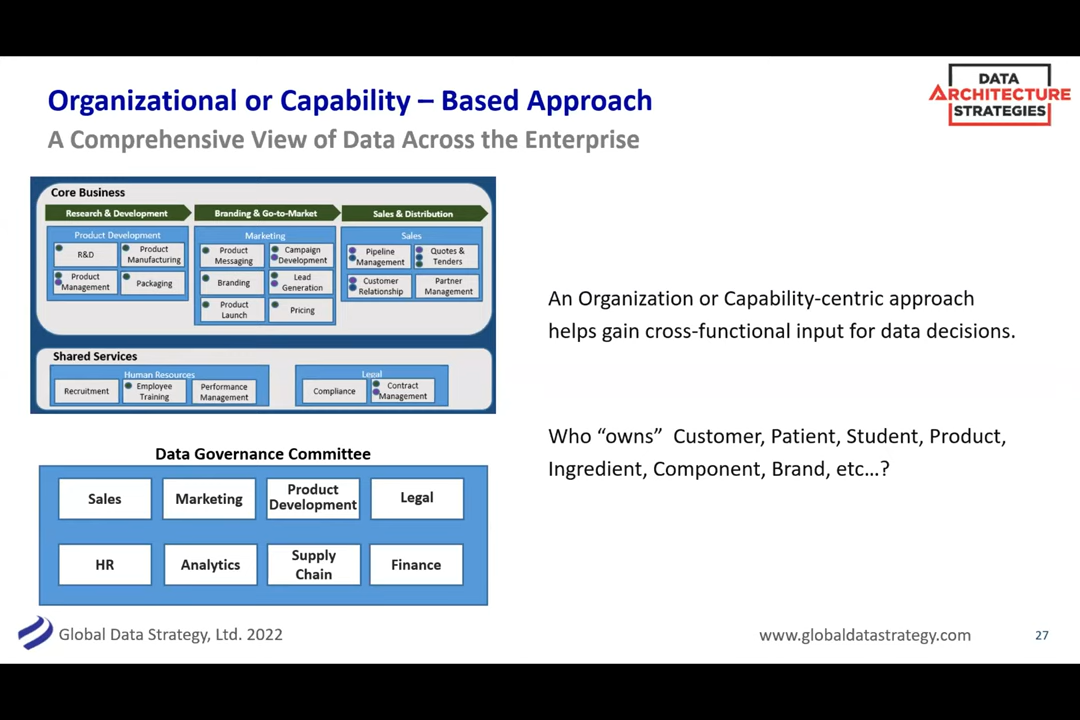 Organizational or Capability – Based Approach
A Comprehensive View of Data Across the Enterprise
DATA
ARCHITECTURE
STRATEGIES
Core Business
Research & Development
Branding & Go-to-Market
Sales & Distribution
Product Development
R&D
Product
Manufacturing
Product
Management
Packaging
Marketing
Product
Messaging
Campaign
Development
Branding
Lead
Generation
Product
Launch
Pricing
Sales
Pipeline
Management
Quotes &
Tenders
Customer
Relationship
Partner
Management
Shared Services
Human Resources
Recruitment
Employee
Training
Performance
Management
Legal
Compliance
Contract
Management
An Organization or Capability-centric approach
helps gain cross-functional input for data decisions.
Who “owns” Customer, Patient, Student, Product,
Ingredient, Component, Brand, etc…?
Data Governance Committee
Sales
Marketing
Product
Development
Legal
HR
Analytics
Supply
Chain
Finance
Global Data Strategy, Ltd. 2022
www.globaldatastrategy.com
27